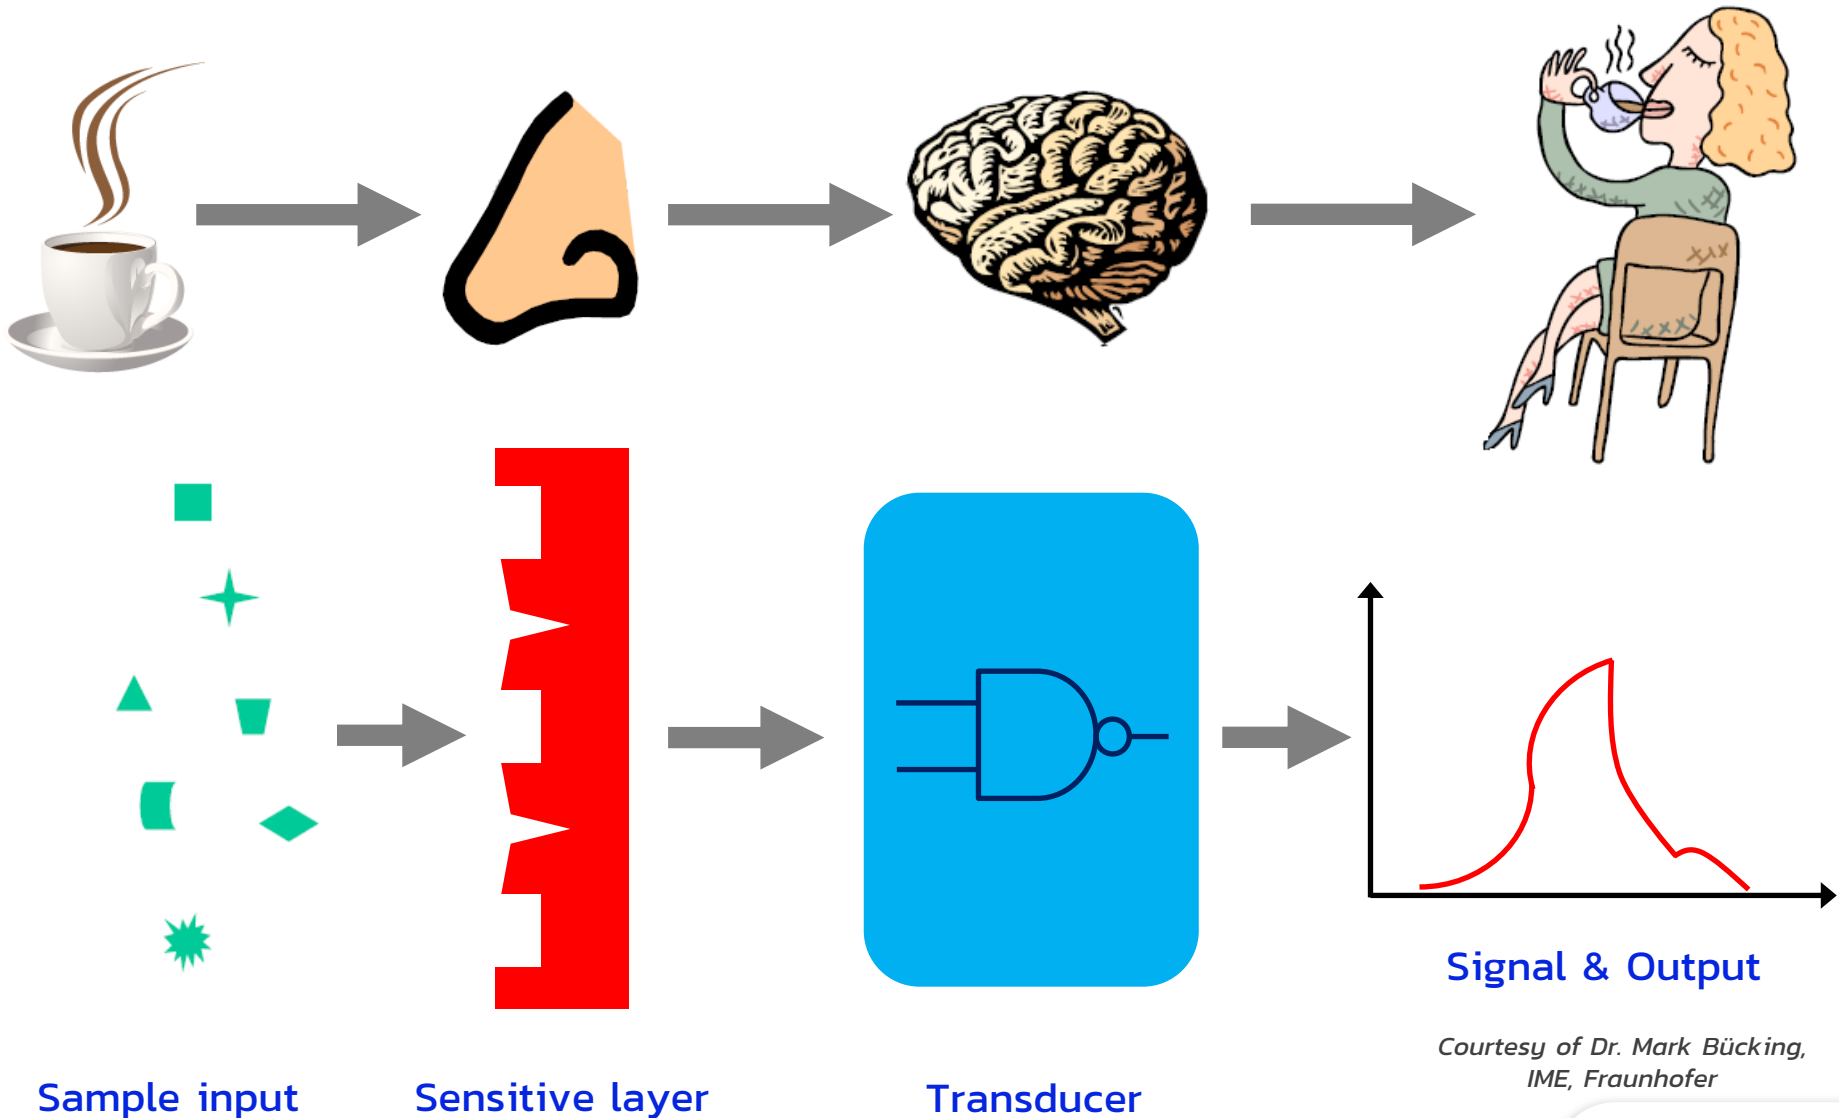 Signal & Output
Courtesy of Dr. Mark Bücking,
IME, Fraunhofer
Sample input
Sensitive layer
Transducer